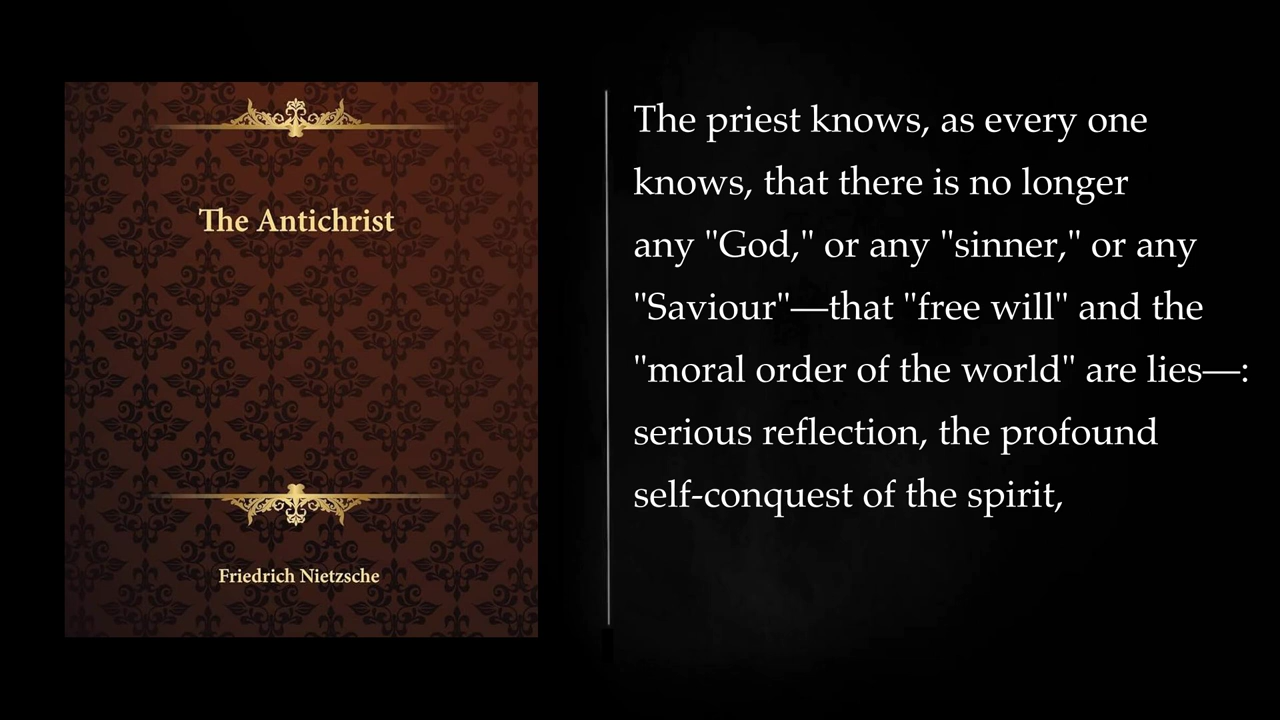 The Antichrist
Friedrich Nietzsche
The priest knows, as every one
knows, that there is no longer
any "God," or any "sinner," or any
"Saviour"—that "free will" and the
"moral order of the world" are lies—:
serious reflection, the profound
self-conquest of the spirit,